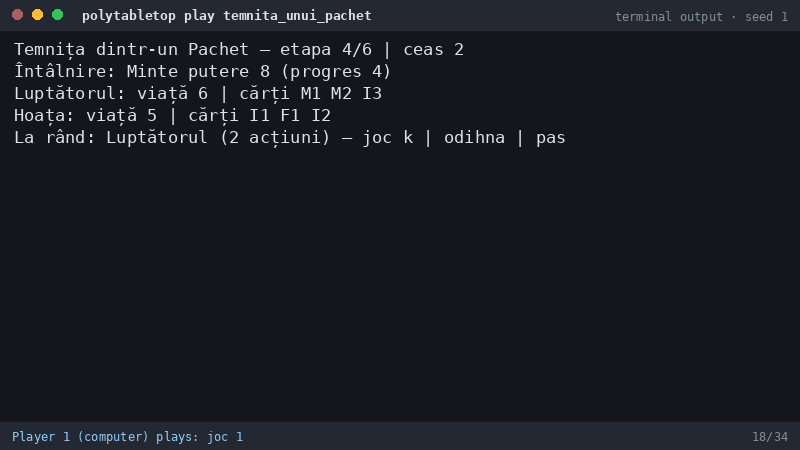 polytabletop play temnita_unui_pachet
terminal output · seed 1
Temnița dintr-un Pachet — etapa 4/6 | ceas 2
Întâlnire: Minte putere 8 (progres 4)
Luptătorul: viață 6 | cărți M1 M2 I3
Hoața: viață 5 | cărți I1 F1 I2
La rând: Luptătorul (2 acțiuni) — joc k | odihna | pas
Player 1 (computer) plays: joc 1
18/34